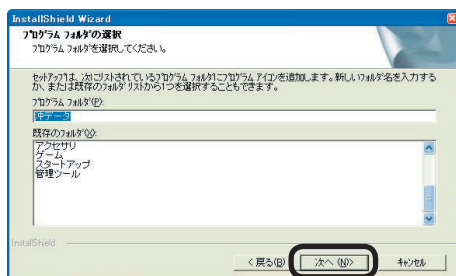 InstallShield Wizard
プログラム フォルダの選択
プログラム フォルダを選択してください。
セットアップは、次にリストされているプログラム フォルダにプログラム アイコンを追加します。新しいフォルダ名を入力する
か、または既存のフォルダ リストから1つを選択することもできます。
プログラム フォルダ(P):
沖データ
既存のフォルダ(X):
アクセサリ
ゲーム
スタートアップ
管理ツール
InstallShield
< 戻る(B)
次へ (N)>
キャンセル